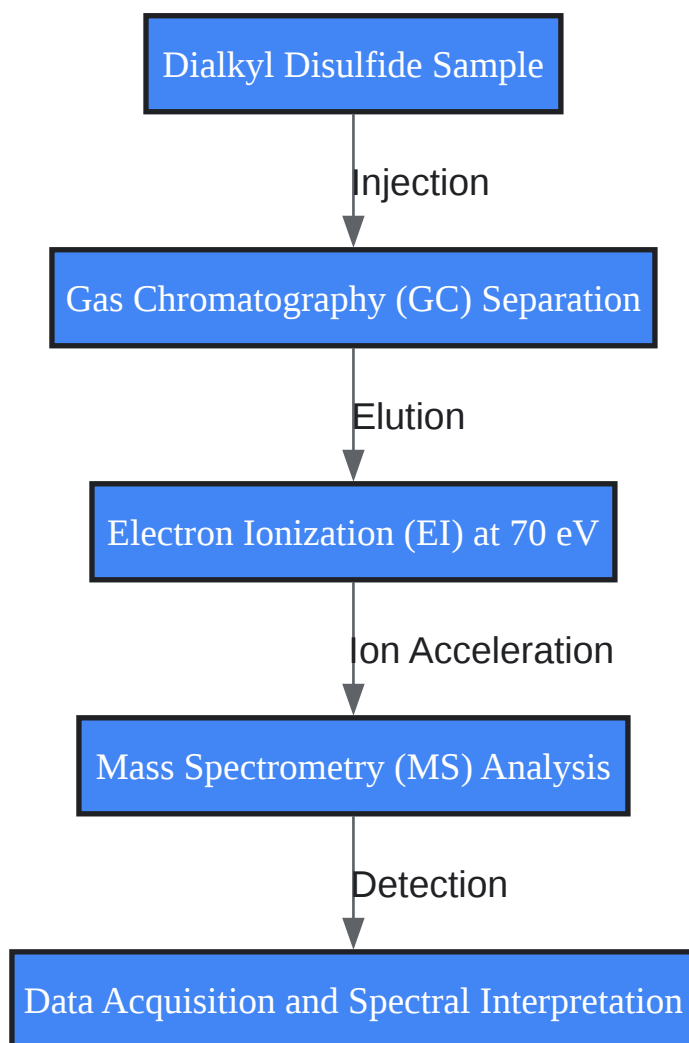 Dialkyl Disulfide Sample
Injection
Gas Chromatography (GC) Separation
Elution
Electron Ionization (EI) at 70 eV
Ion Acceleration
Mass Spectrometry (MS) Analysis
Detection
Data Acquisition and Spectral Interpretation